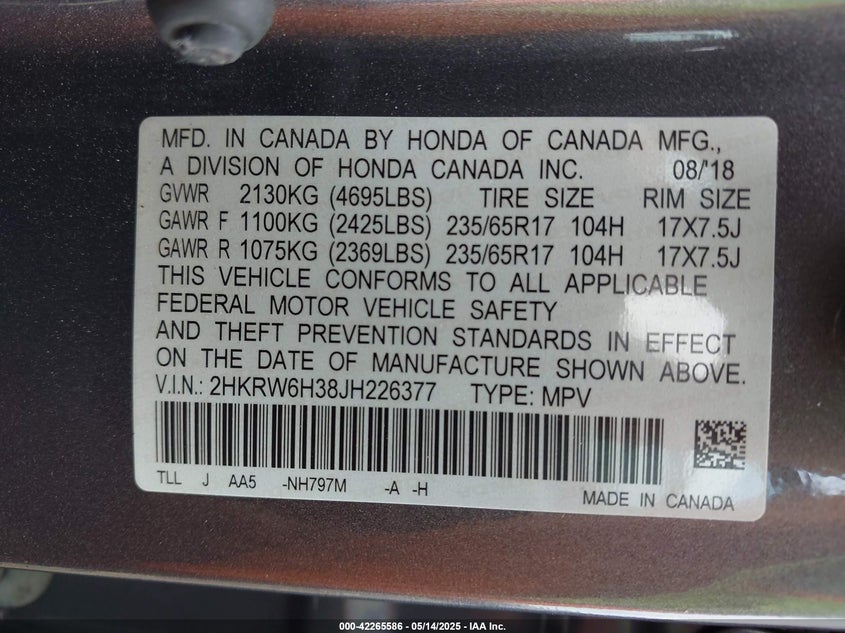 MFD. IN CANADA BY HONDA OF CANADA MFG.,
A DIVISION OF HONDA CANADA INC. 08/'18
GVWR 2130KG (4695LBS) TIRE SIZE RIM SIZE
GAWR F 1100KG (2425LBS) 235/65R17 104H 17X7.5J
GAWR R 1075KG (2369LBS) 235/65R17 104H 17X7.5J
THIS VEHICLE CONFORMS TO ALL APPLICABLE
FEDERAL MOTOR VEHICLE SAFETY
AND THEFT PREVENTION STANDARDS IN EFFECT
ON THE DATE OF MANUFACTURE SHOWN ABOVE.
V.I.N.: 2HKRW6H38JH226377 TYPE: MPV
TLL J AA5 -NH797M -A -H
MADE IN CANADA
000-42265586 - 05/14/2025 - IAA Inc.